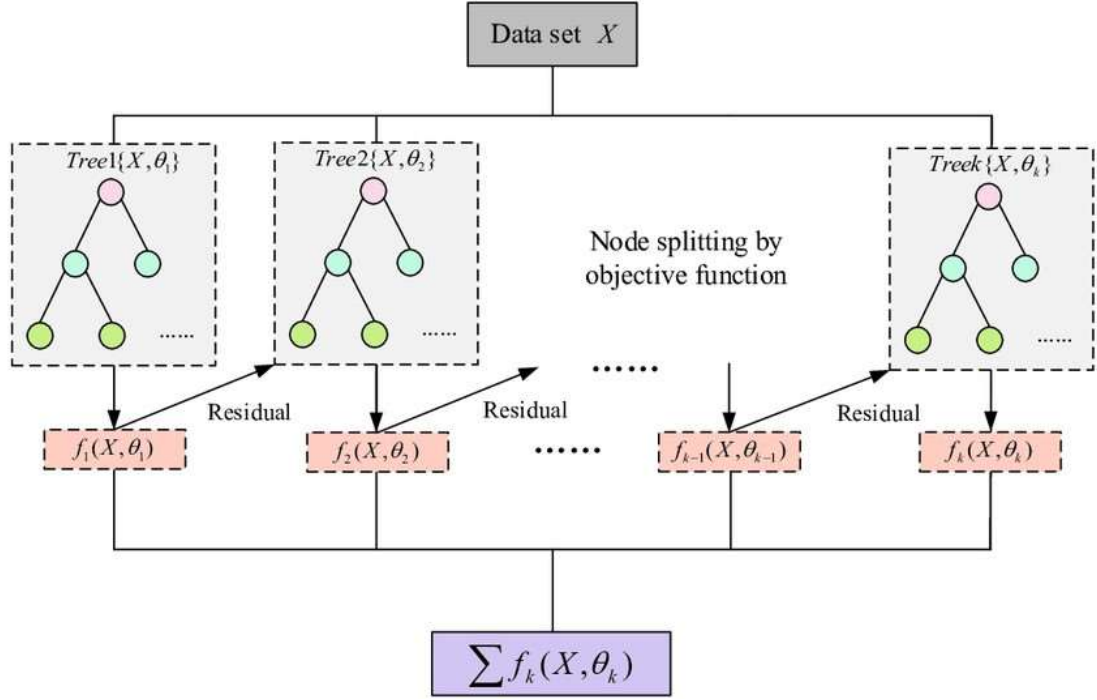 Data set X
Tree1{X,θ₁}
Tree2{X,θ₂}
Treek{X,θₖ}
Node splitting by
objective function
......
......
......
......
Residual
Residual
Residual
f₁(X,θ₁)
f₂(X,θ₂)
......
fₖ₋₁(X,θₖ₋₁)
fₖ(X,θₖ)
∑ fₖ(X,θₖ)